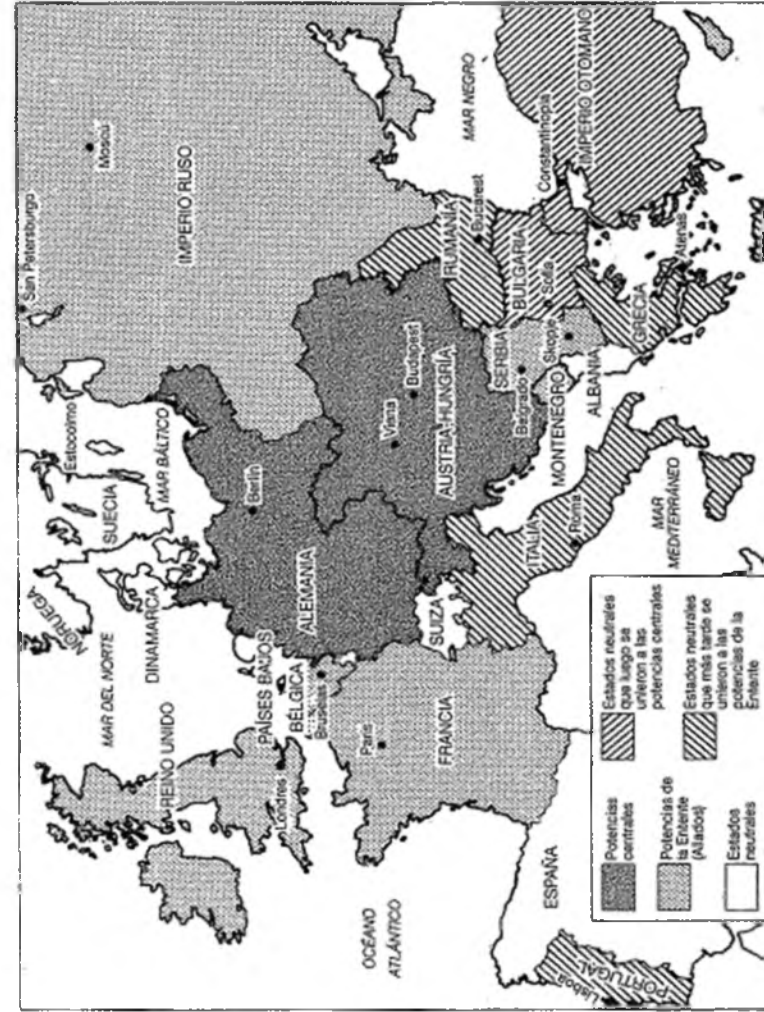 San Petersburgo
Moscú
NORUEGA
SUECIA
Estocolmo
MAR DEL NORTE
DINAMARCA
MAR BÁLTICO
IMPERIO RUSO
REINO UNIDO
Londres
PAÍSES BAJOS
BÉLGICA
Bruselas
Berlín
ALEMANIA
OCÉANO
ATLÁNTICO
París
FRANCIA
SUIZA
Viena
Budapest
AUSTRIA-HUNGRÍA
RUMANÍA
Bucarest
MAR NEGRO
SERBIA
Belgrado
BULGARIA
Sofía
Skopje
MONTENEGRO
ALBANIA
Constantinopla
IMPERIO OTOMANO
GRECIA
Atenas
ITALIA
Roma
MAR
MEDITERRÁNEO
ESPAÑA
PORTUGAL
Lisboa
Potencias
centrales
Potencias de
la Entente
(Aliados)
Estados
neutrales
Estados neutrales
que luego se
unieron a las
potencias centrales
Estados neutrales
que más tarde se
unieron a las
potencias de la
Entente